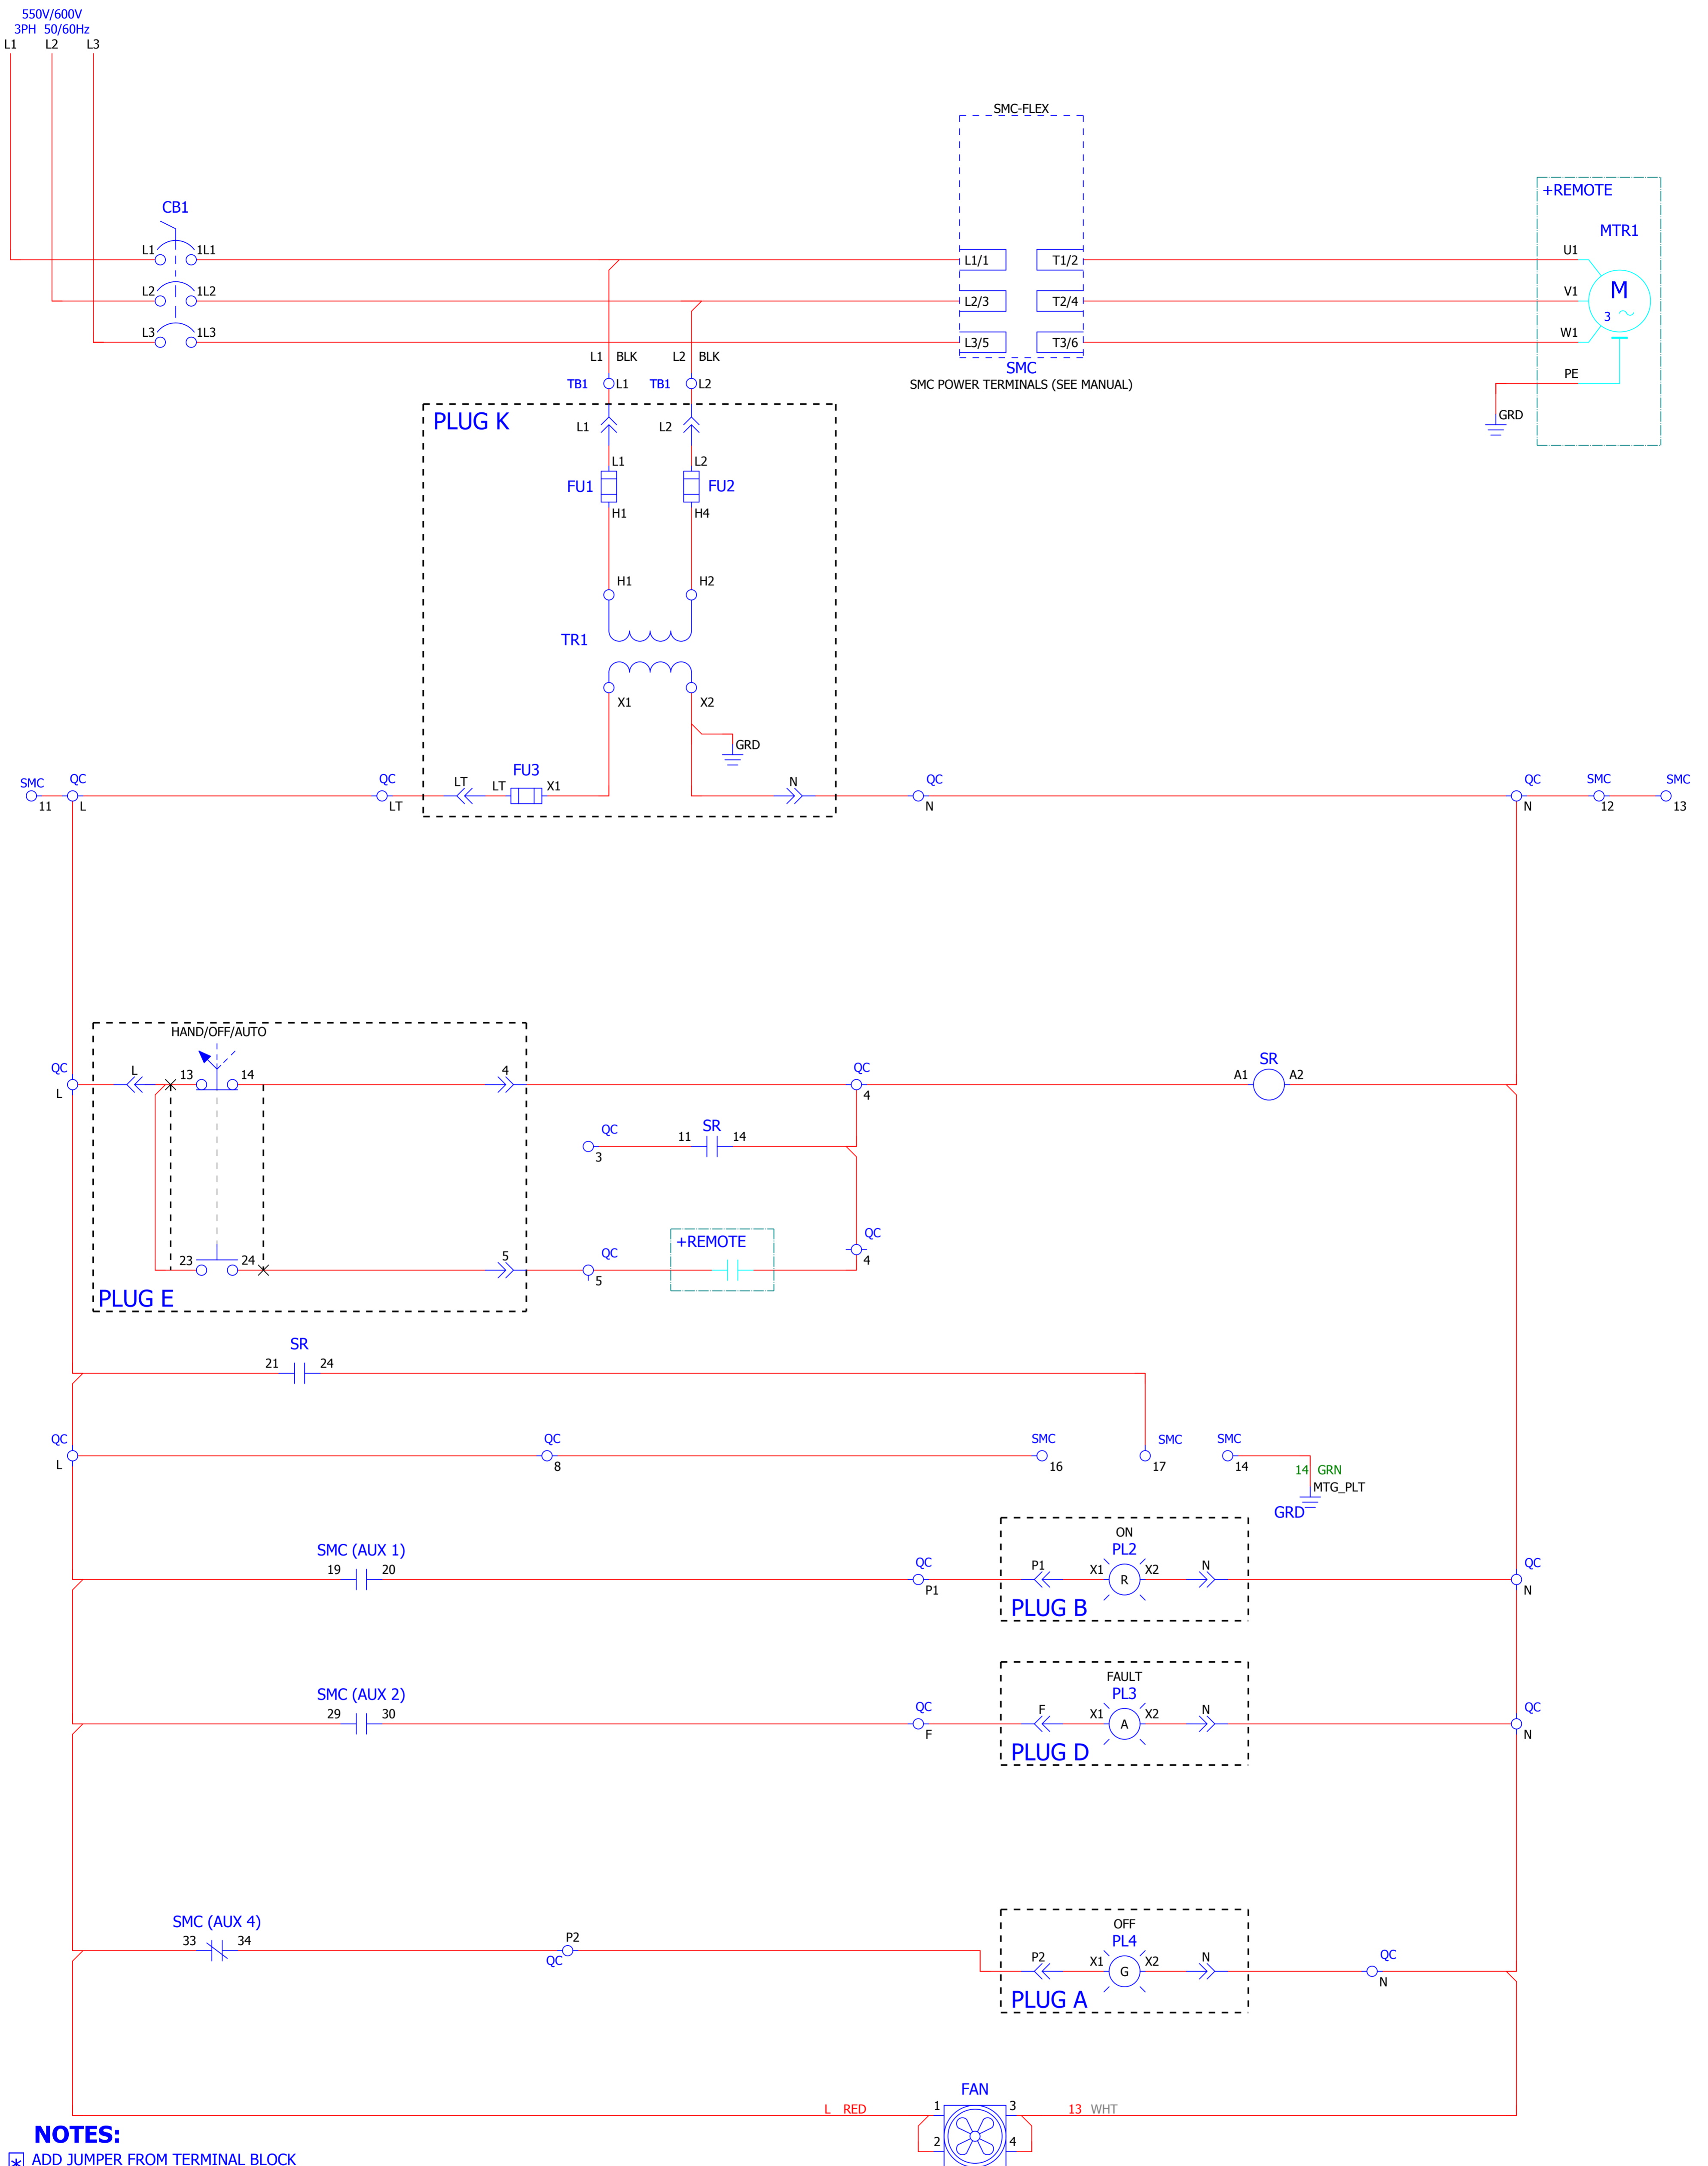 550V/600V
3PH 50/60Hz
L1 L2 L3
SMC-FLEX
+REMOTE
CB1
MTR1
L1 1L1
L1/1 T1/2
U1
L2 1L2
L2/3 T2/4
V1
M
3
L3 1L3
L3/5 T3/6
W1
L1 BLK L2 BLK
SMC
SMC POWER TERMINALS (SEE MANUAL)
PE
TB1 L1 TB1 L2
GRD
PLUG K
L1 L2
L1 L2
FU1 FU2
H1 H4
H1 H2
TR1
X1 X2
GRD
SMC QC QC LT LT FU3 X1 N QC QC SMC SMC
11 L LT N N 12 13
HAND/OFF/AUTO
QC L 13 14 4 QC SR
L 4 A1 A2
QC 11 SR 14
3
+REMOTE
QC
4
23 24 5 QC
5
PLUG E
SR
21 24
QC QC SMC SMC SMC
L 8 16 17 14
14 GRN
MTG_PLT
GRD
ON
SMC (AUX 1)
PL2
19 20 QC P1 X1 R X2 N QC
P1 N
PLUG B
FAULT
SMC (AUX 2)
PL3
29 30 QC F X1 A X2 N QC
F N
PLUG D
SMC (AUX 4)
OFF
33 34 P2
QC
PL4
P2 X1 G X2 N QC
N
PLUG A
FAN
L RED 1 3 13 WHT
2 4
NOTES:
* ADD JUMPER FROM TERMINAL BLOCK